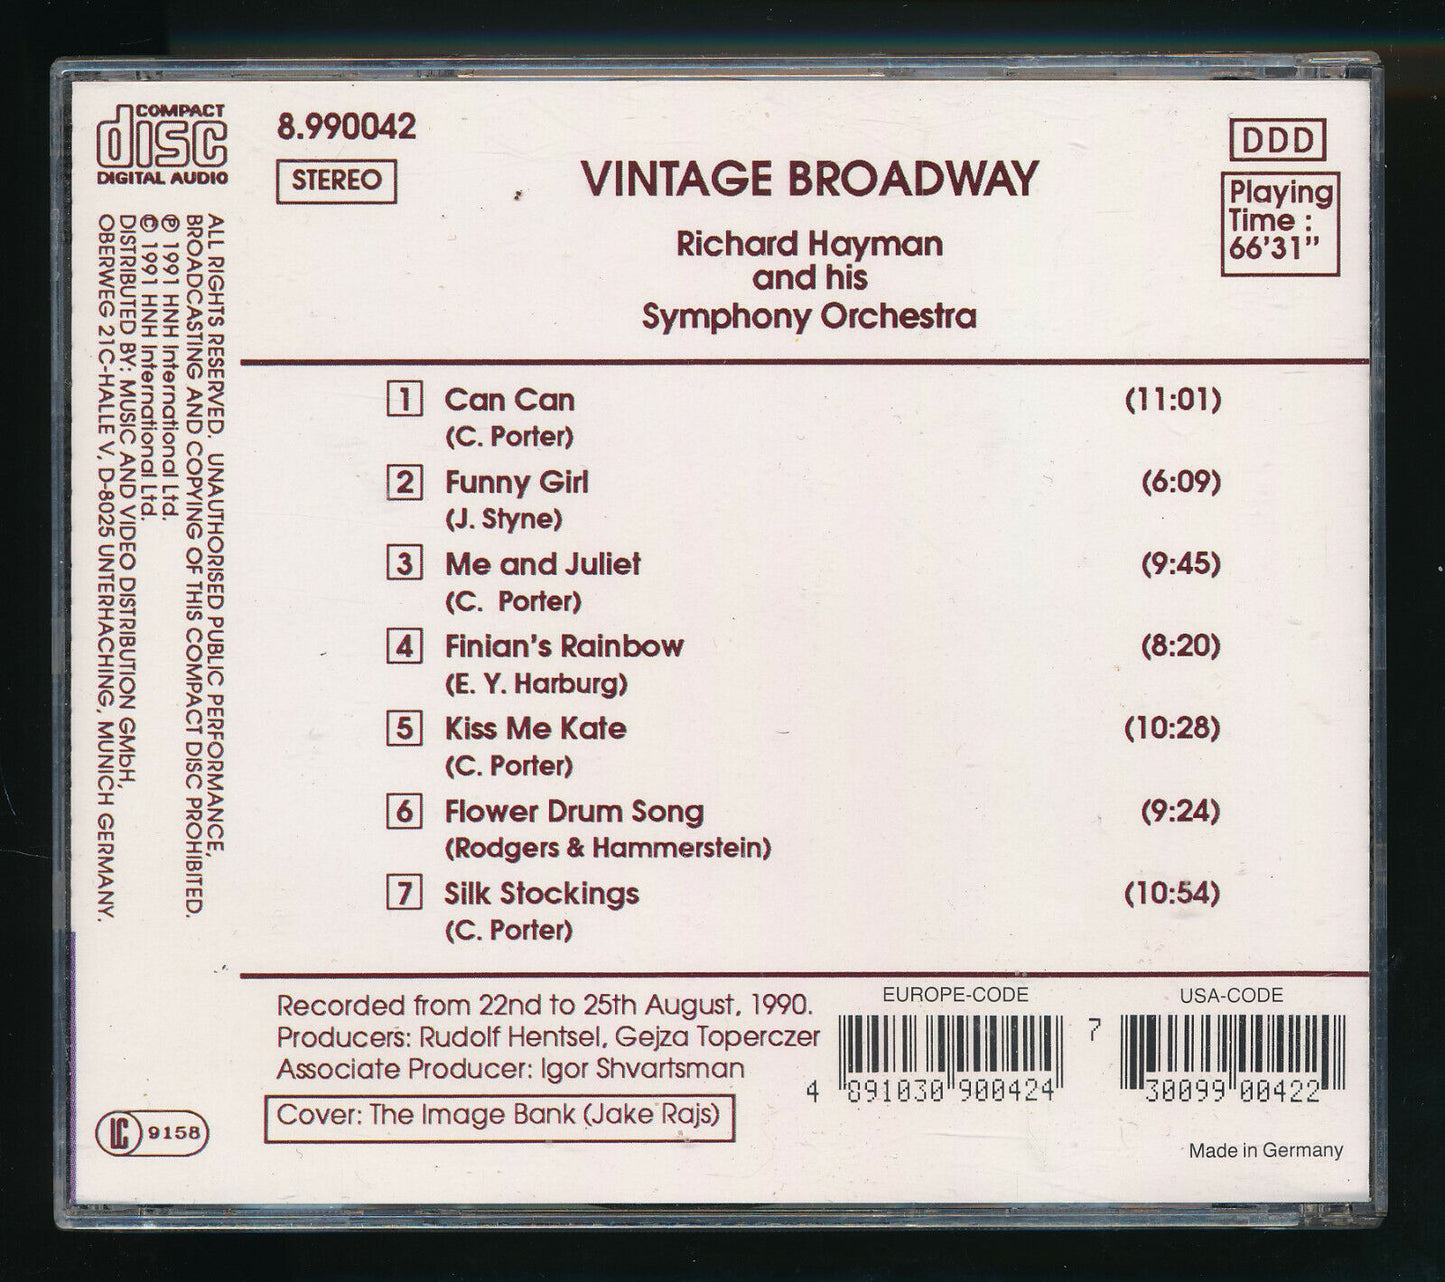 COMPACT
disc
DIGITAL AUDIO
8.990042
STEREO
VINTAGE BROADWAY
Richard Hayman
and his
Symphony Orchestra
DDD
Playing
Time :
66'31"
ALL RIGHTS RESERVED. UNAUTHORISED PUBLIC PERFORMANCE,
BROADCASTING AND COPYING OF THIS COMPACT DISC PROHIBITED.
℗ 1991 HNH International Ltd.
© 1991 HNH International Ltd.
DISTRIBUTED BY: MUSIC AND VIDEO DISTRIBUTION GMbH,
OBERWEG 21C-HALLE V, D-8025 UNTERHACHING, MUNICH GERMANY.
1 Can Can (11:01)
(C. Porter)
2 Funny Girl (6:09)
(J. Styne)
3 Me and Juliet (9:45)
(C. Porter)
4 Finian's Rainbow (8:20)
(E. Y. Harburg)
5 Kiss Me Kate (10:28)
(C. Porter)
6 Flower Drum Song (9:24)
(Rodgers & Hammerstein)
7 Silk Stockings (10:54)
(C. Porter)
Recorded from 22nd to 25th August, 1990.
Producers: Rudolf Hentsel, Gejza Toperczer
Associate Producer: Igor Shvartsman
Cover: The Image Bank (Jake Rajs)
LC 9158
EUROPE-CODE
4 891030 900424
USA-CODE
7 30099 00422
Made in Germany